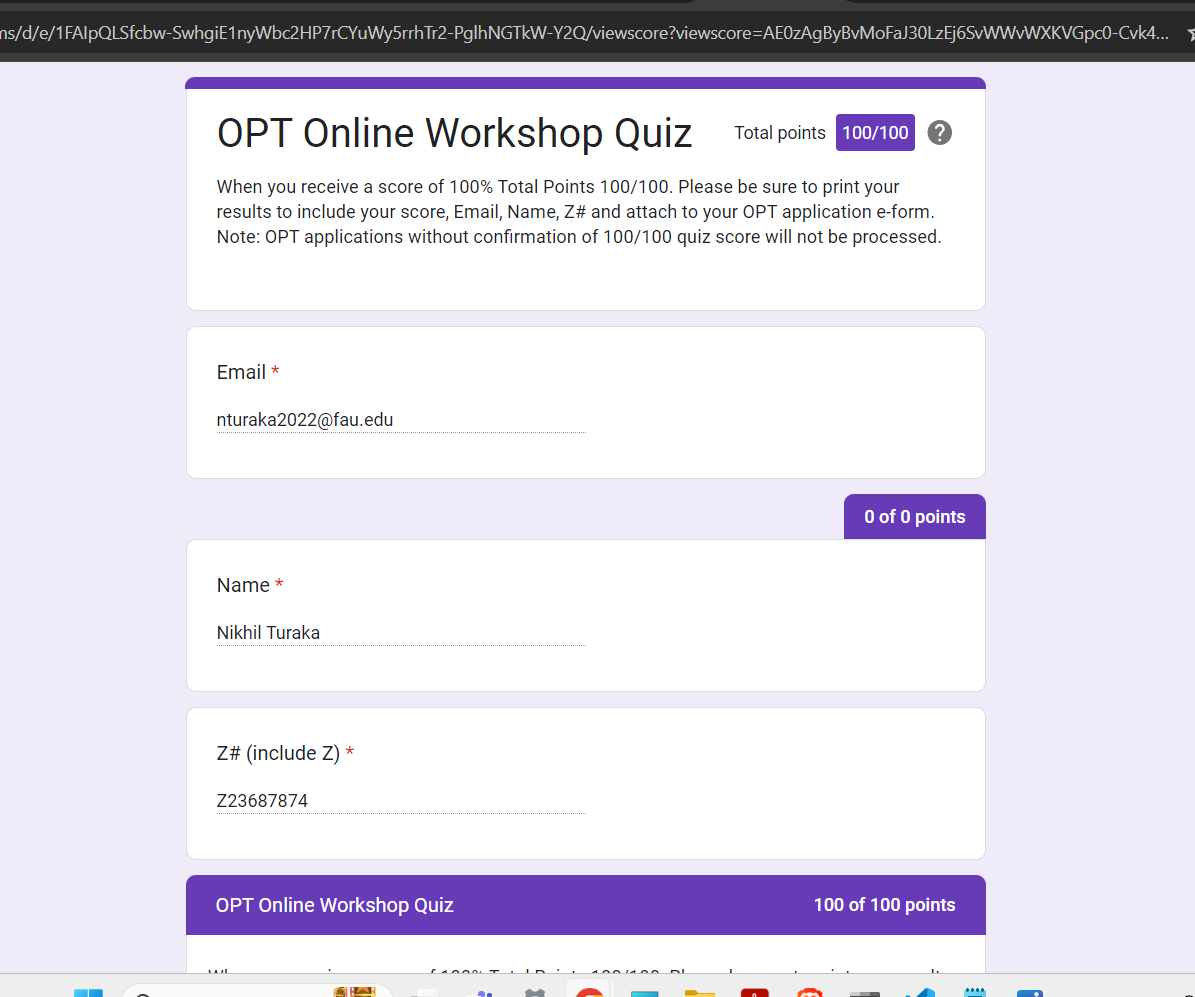 ms/d/e/1FAIpQLSfcbw-SwhgiE1nyWbc2HP7rCYuWy5rrhTr2-PglhNGTkW-Y2Q/viewscore?viewscore=AE0zAgByBvMoFaJ30LzEj6SvWWvWXKVGpc0-Cvk4...
OPT Online Workshop Quiz
Total points 100/100
When you receive a score of 100% Total Points 100/100. Please be sure to print your
results to include your score, Email, Name, Z# and attach to your OPT application e-form.
Note: OPT applications without confirmation of 100/100 quiz score will not be processed.
Email *
nturaka2022@fau.edu
0 of 0 points
Name *
Nikhil Turaka
Z# (include Z) *
Z23687874
OPT Online Workshop Quiz 100 of 100 points